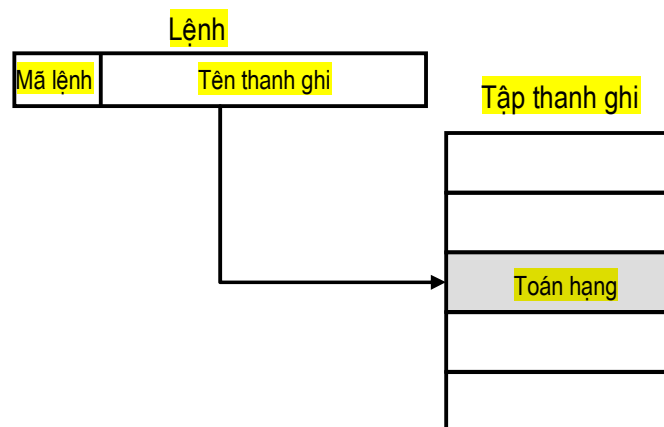 Lệnh
Mã lệnh
Tên thanh ghi
Tập thanh ghi
Toán hạng